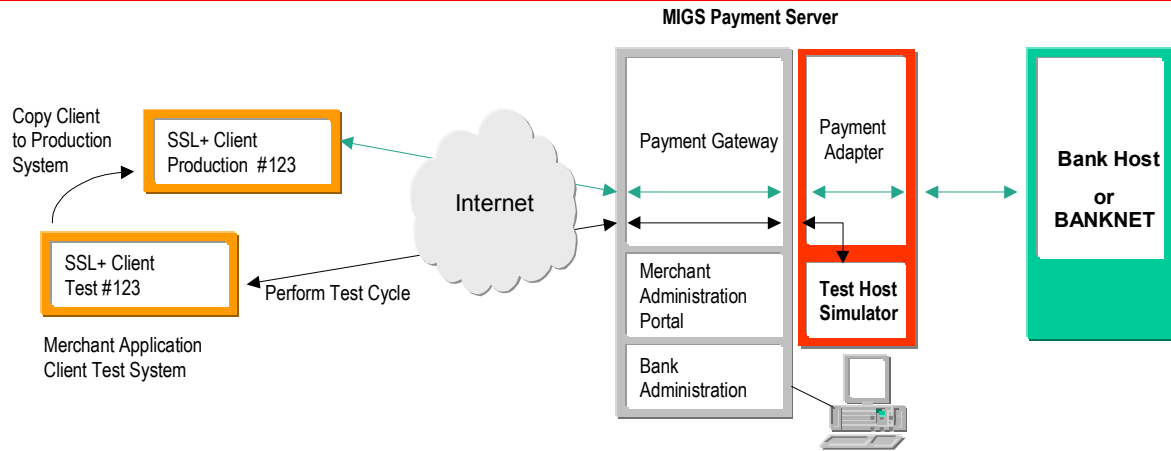 MIGS Payment Server
Copy Client
to Production
System
SSL+ Client
Production #123
SSL+ Client
Test #123
Perform Test Cycle
Merchant Application
Client Test System
Internet
Payment Gateway
Merchant
Administration
Portal
Bank
Administration
Payment
Adapter
Test Host
Simulator
Bank Host
or
BANKNET